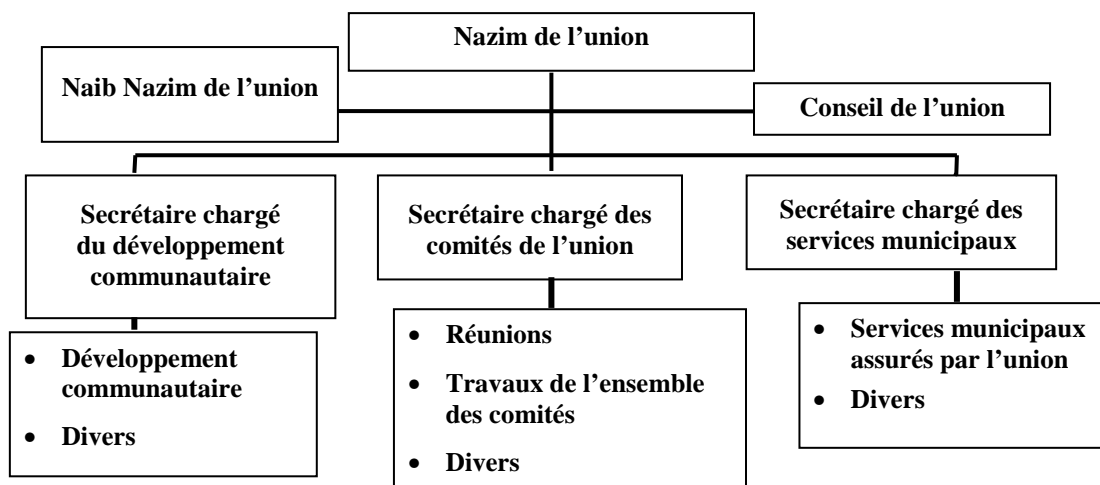 Nazim de l’union
Naib Nazim de l’union
Conseil de l’union
Secrétaire chargé
du développement
communautaire
Secrétaire chargé des
comités de l’union
Secrétaire chargé des
services municipaux
• Développement
communautaire
• Divers
• Réunions
• Travaux de l’ensemble
des comités
• Divers
• Services municipaux
assurés par l’union
• Divers